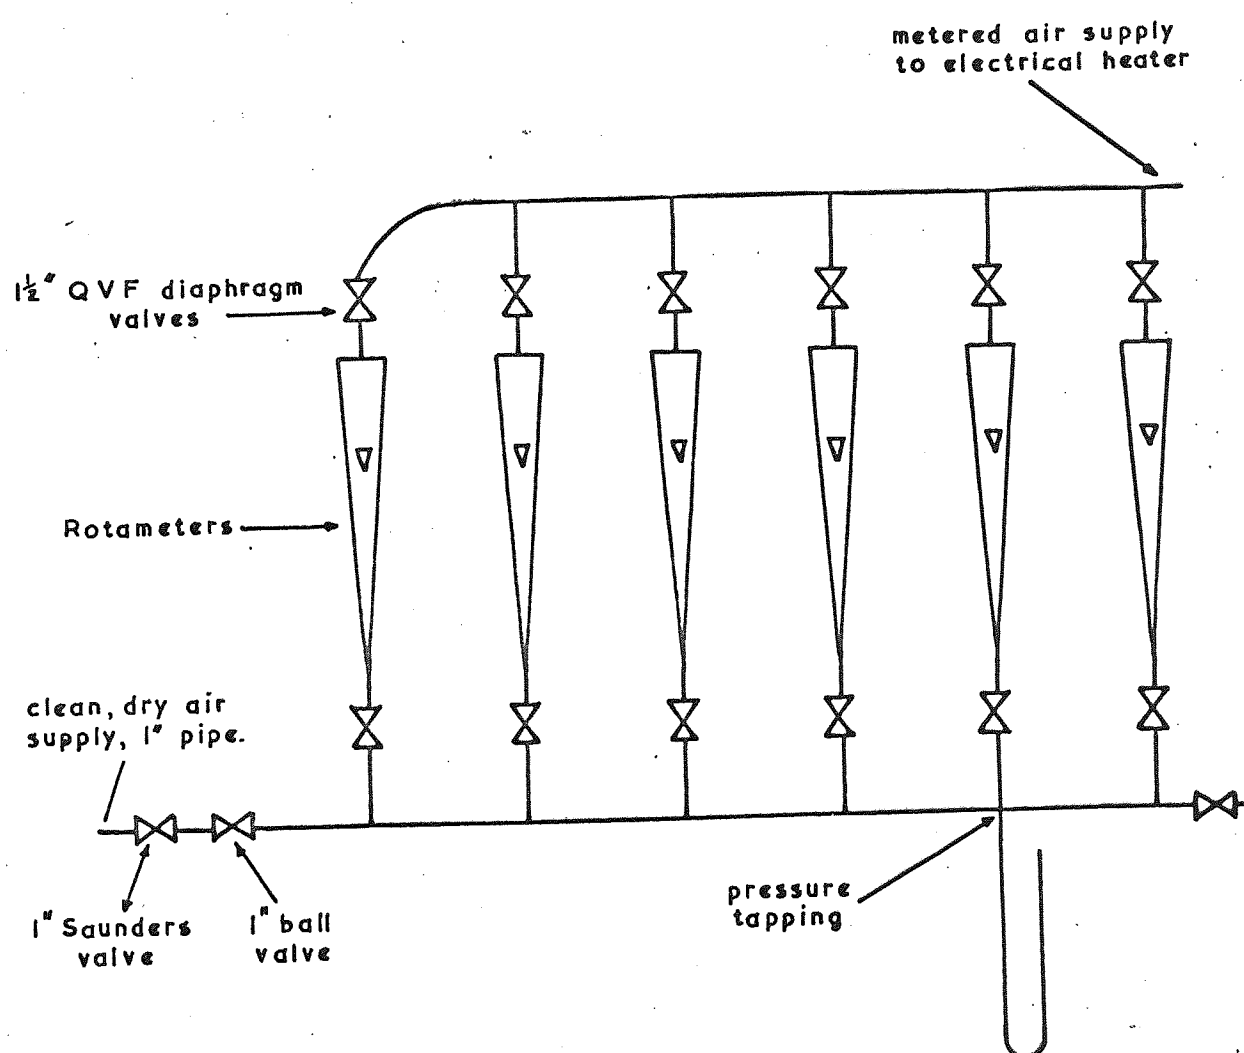 metered air supply
to electrical heater
1½" QVF diaphragm
valves
Rotameters
clean, dry air
supply, 1" pipe.
1" Saunders
valve
1" ball
valve
pressure
tapping